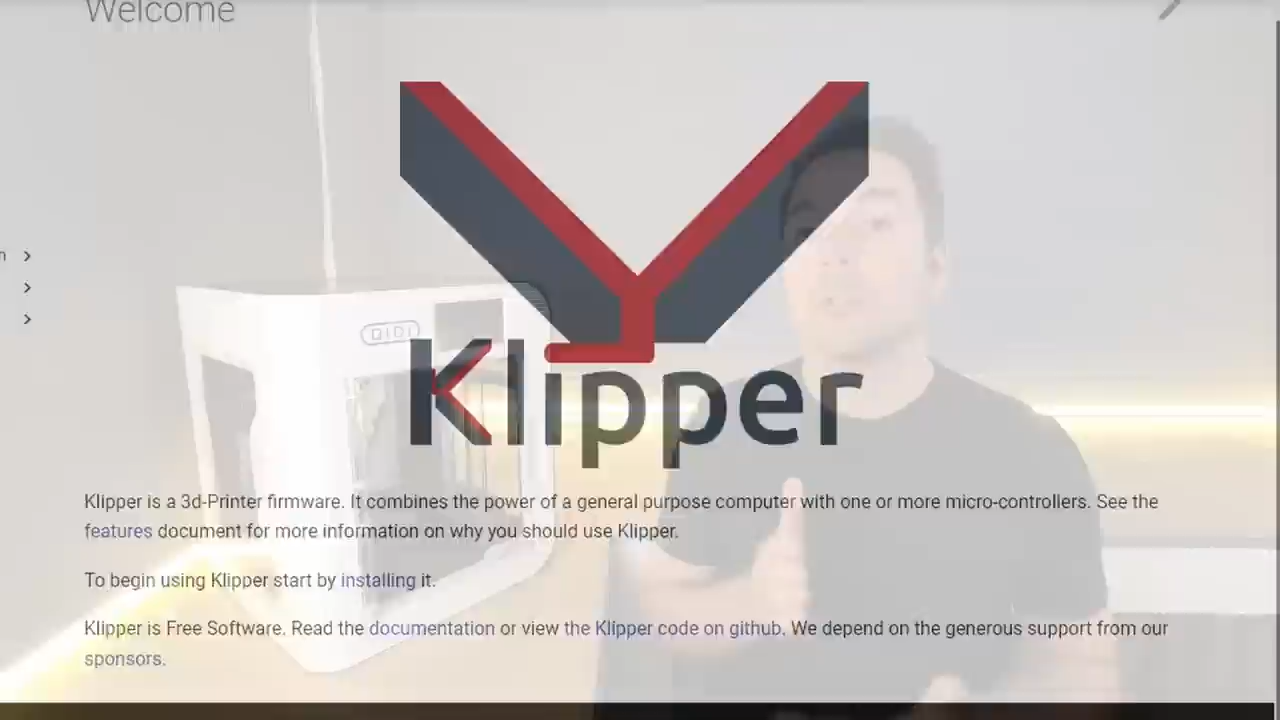 Welcome
n
QIDI
Klipper
Klipper is a 3d-Printer firmware. It combines the power of a general purpose computer with one or more micro-controllers. See the
features document for more information on why you should use Klipper.
To begin using Klipper start by installing it.
Klipper is Free Software. Read the documentation or view the Klipper code on github. We depend on the generous support from our
sponsors.